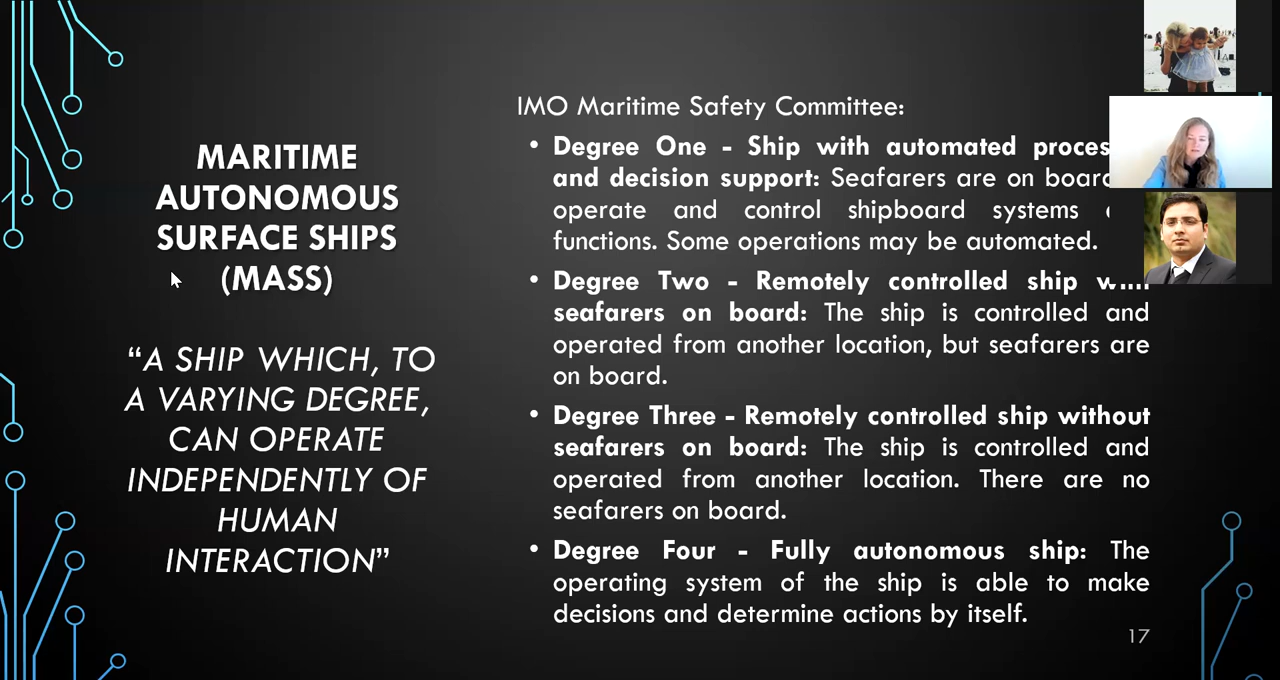 MARITIME
AUTONOMOUS
SURFACE SHIPS
(MASS)
“A SHIP WHICH, TO
A VARYING DEGREE,
CAN OPERATE
INDEPENDENTLY OF
HUMAN
INTERACTION”
IMO Maritime Safety Committee:
• Degree One - Ship with automated
and decision support: Seafarers are on
operate and control shipboard systems
functions. Some operations may be automated.
• Degree Two - Remotely controlled ship
seafarers on board: The ship is controlled and
operated from another location, but seafarers are
on board.
• Degree Three - Remotely controlled ship without
seafarers on board: The ship is controlled and
operated from another location. There are no
seafarers on board.
• Degree Four - Fully autonomous ship: The
operating system of the ship is able to make
decisions and determine actions by itself.
17